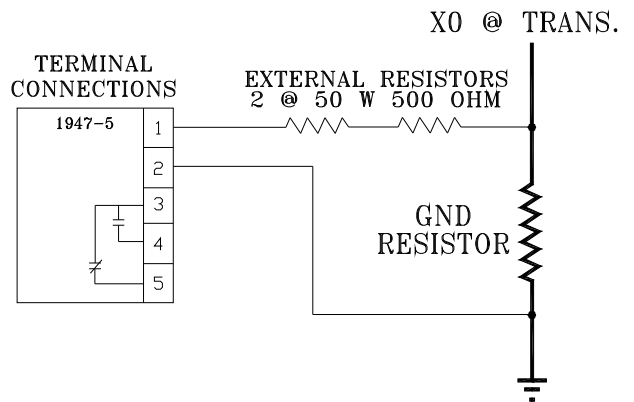 X0 @ TRANS.
TERMINAL
CONNECTIONS
EXTERNAL RESISTORS
2 @ 50 W 500 OHM
1947-5
1
2
3
4
5
GND
RESISTOR